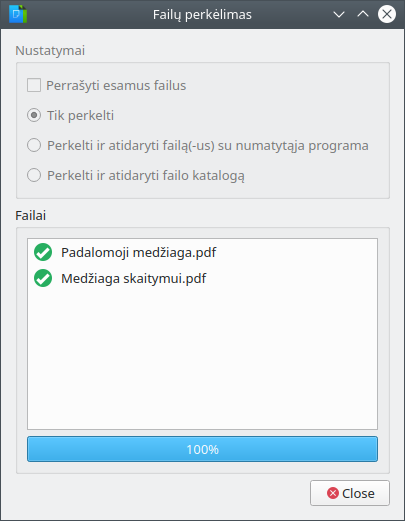 Failų perkėlimas
Nustatymai
Perrašyti esamus failus
Tik perkelti
Perkelti ir atidaryti failą(-us) su numatytąja programa
Perkelti ir atidaryti failo katalogą
Failai
Padalomoji medžiaga.pdf
Medžiaga skaitymui.pdf
100%
Close